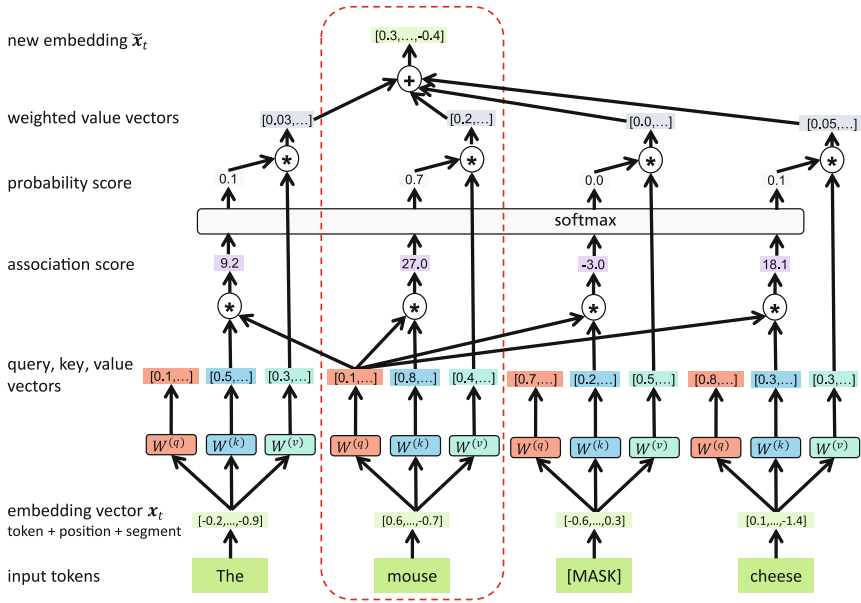 new embedding x̆ₜ
[0.3,…,-0.4]
+
weighted value vectors
[0.03,…] [0.2,…] [0.0,…] [0.05,…]
* * * *
probability score
0.1 0.7 0.0 0.1
softmax
association score
9.2 27.0 -3.0 18.1
* * * *
query, key, value
vectors
[0.1,…] [0.5,…] [0.3,…] [0.1,…] [0.8,…] [0.4,…] [0.7,…] [0.2,…] [0.5,…] [0.8,…] [0.3,…] [0.3,…]
W⁽q⁾ W⁽k⁾ W⁽v⁾ W⁽q⁾ W⁽k⁾ W⁽v⁾ W⁽q⁾ W⁽k⁾ W⁽v⁾ W⁽q⁾ W⁽k⁾ W⁽v⁾
embedding vector xₜ
token + position + segment
[-0.2,…,-0.9] [0.6,…,-0.7] [-0.6,…,0.3] [0.1,…,-1.4]
input tokens
The mouse [MASK] cheese